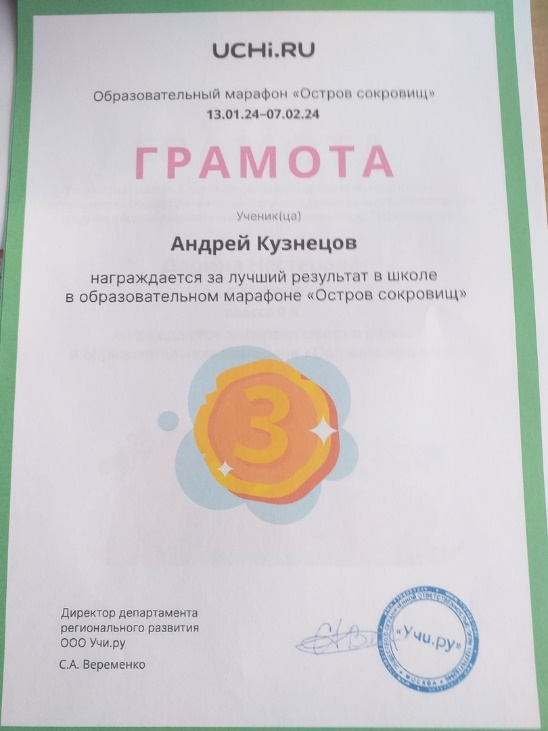 UCHi.RU
Образовательный марафон «Остров сокровищ»
13.01.24–07.02.24
ГРАМОТА
Ученик(ца)
Андрей Кузнецов
награждается за лучший результат в школе
в образовательном марафоне «Остров сокровищ»
3
Директор департамента
регионального развития
ООО Учи.ру
С.А. Веременко
«Учи.ру»
МОСКВА